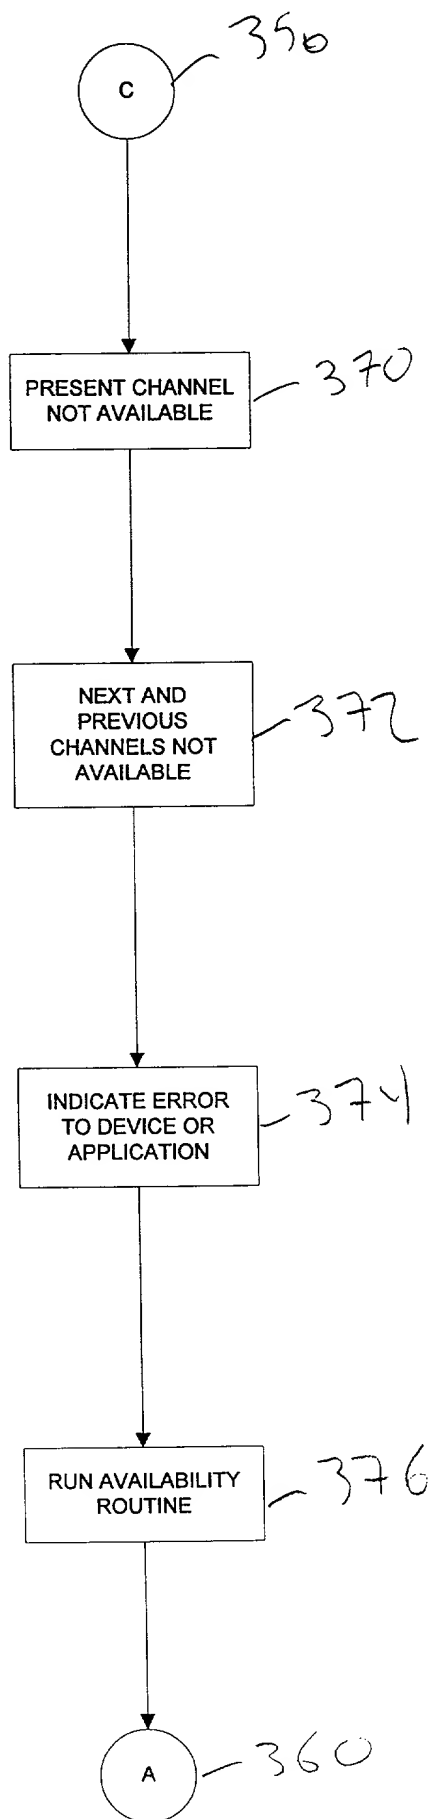 C
350
PRESENT CHANNEL
NOT AVAILABLE
370
NEXT AND
PREVIOUS
CHANNELS NOT
AVAILABLE
372
INDICATE ERROR
TO DEVICE OR
APPLICATION
374
RUN AVAILABILITY
ROUTINE
376
A
360